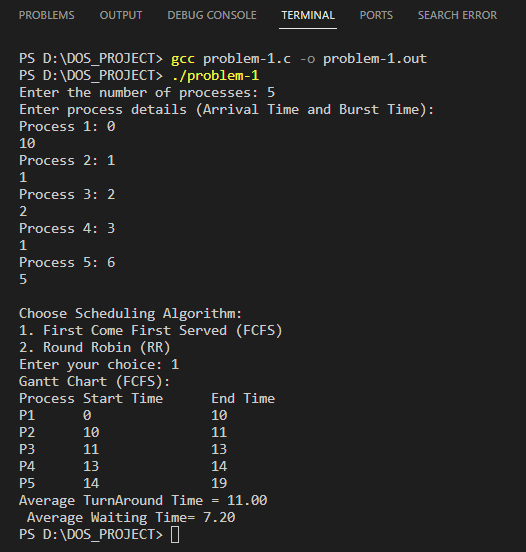 PROBLEMS OUTPUT DEBUG CONSOLE TERMINAL PORTS SEARCH ERROR
PS D:\DOS_PROJECT> gcc problem-1.c -o problem-1.out
PS D:\DOS_PROJECT> ./problem-1
Enter the number of processes: 5
Enter process details (Arrival Time and Burst Time):
Process 1: 0
10
Process 2: 1
1
Process 3: 2
2
Process 4: 3
1
Process 5: 6
5
Choose Scheduling Algorithm:
1. First Come First Served (FCFS)
2. Round Robin (RR)
Enter your choice: 1
Gantt Chart (FCFS):
Process Start Time End Time
P1 0 10
P2 10 11
P3 11 13
P4 13 14
P5 14 19
Average TurnAround Time = 11.00
Average Waiting Time= 7.20
PS D:\DOS_PROJECT>